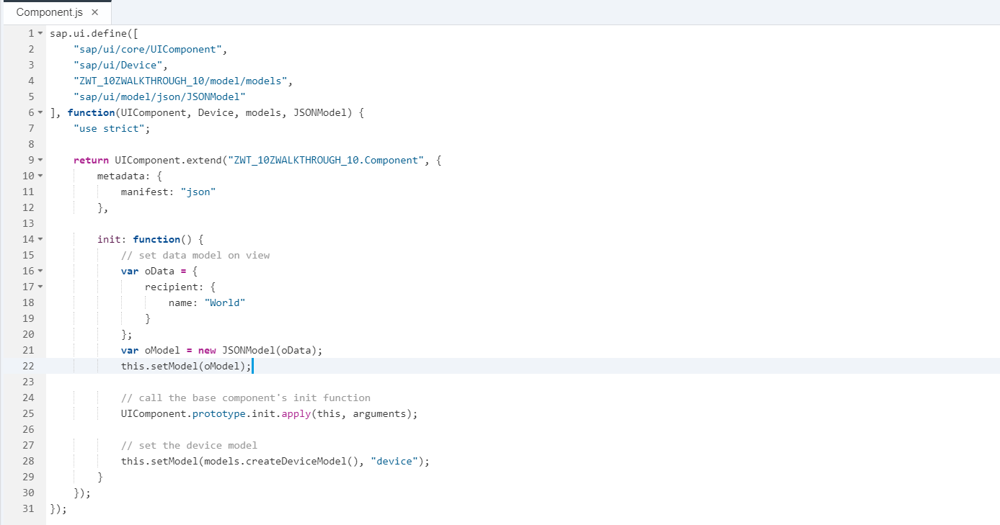 Component.js ×
1 sap.ui.define([
2     "sap/ui/core/UIComponent",
3     "sap/ui/Device",
4     "ZWT_10ZWALKTHROUGH_10/model/models",
5     "sap/ui/model/json/JSONModel"
6 ], function(UIComponent, Device, models, JSONModel) {
7     "use strict";
8
9     return UIComponent.extend("ZWT_10ZWALKTHROUGH_10.Component", {
10         metadata: {
11             manifest: "json"
12         },
13
14         init: function() {
15             // set data model on view
16             var oData = {
17                 recipient: {
18                     name: "World"
19                 }
20             };
21             var oModel = new JSONModel(oData);
22             this.setModel(oModel);
23
24             // call the base component's init function
25             UIComponent.prototype.init.apply(this, arguments);
26
27             // set the device model
28             this.setModel(models.createDeviceModel(), "device");
29         }
30     });
31 });